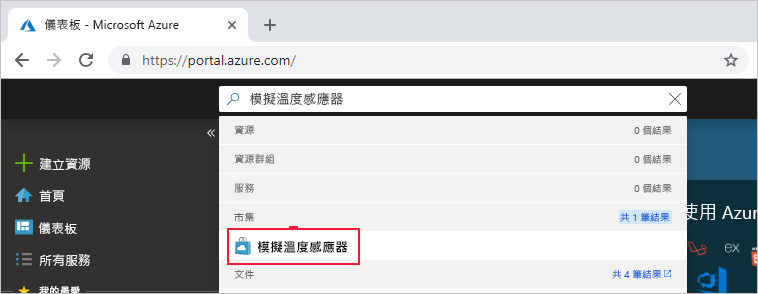 儀表板 - Microsoft Azure
https://portal.azure.com/
模擬溫度感應器
資源 0 個結果
資源群組 0 個結果
服務 0 個結果
市集 共 1 筆結果
模擬溫度感應器
文件 共 4 筆結果
«
建立資源
首頁
儀表板
所有服務
我的最愛
使用 Azur
ex